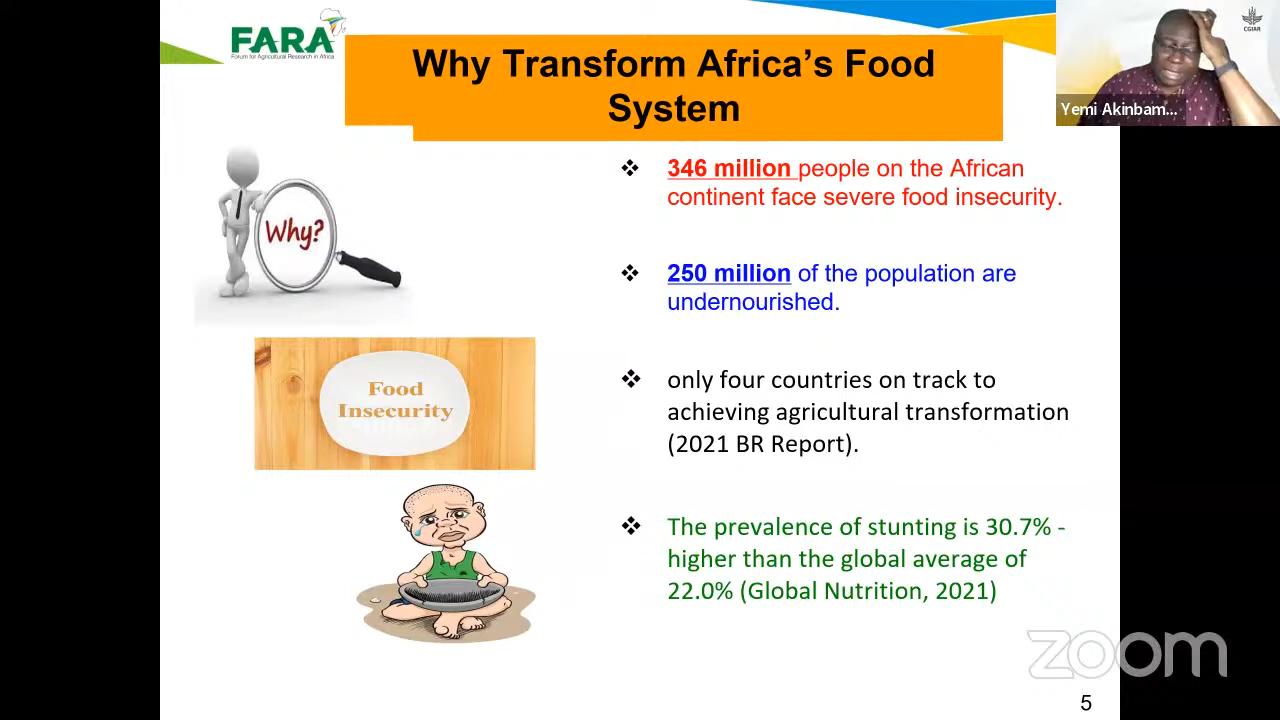 FARA
Forum for Agricultural Research in Africa
Why Transform Africa's Food
System
CGIAR
Yemi Akinbam...
Why?
❖ 346 million people on the African
continent face severe food insecurity.
❖ 250 million of the population are
undernourished.
Food
Insecurity
❖ only four countries on track to
achieving agricultural transformation
(2021 BR Report).
❖ The prevalence of stunting is 30.7% -
higher than the global average of
22.0% (Global Nutrition, 2021)
zoom
5